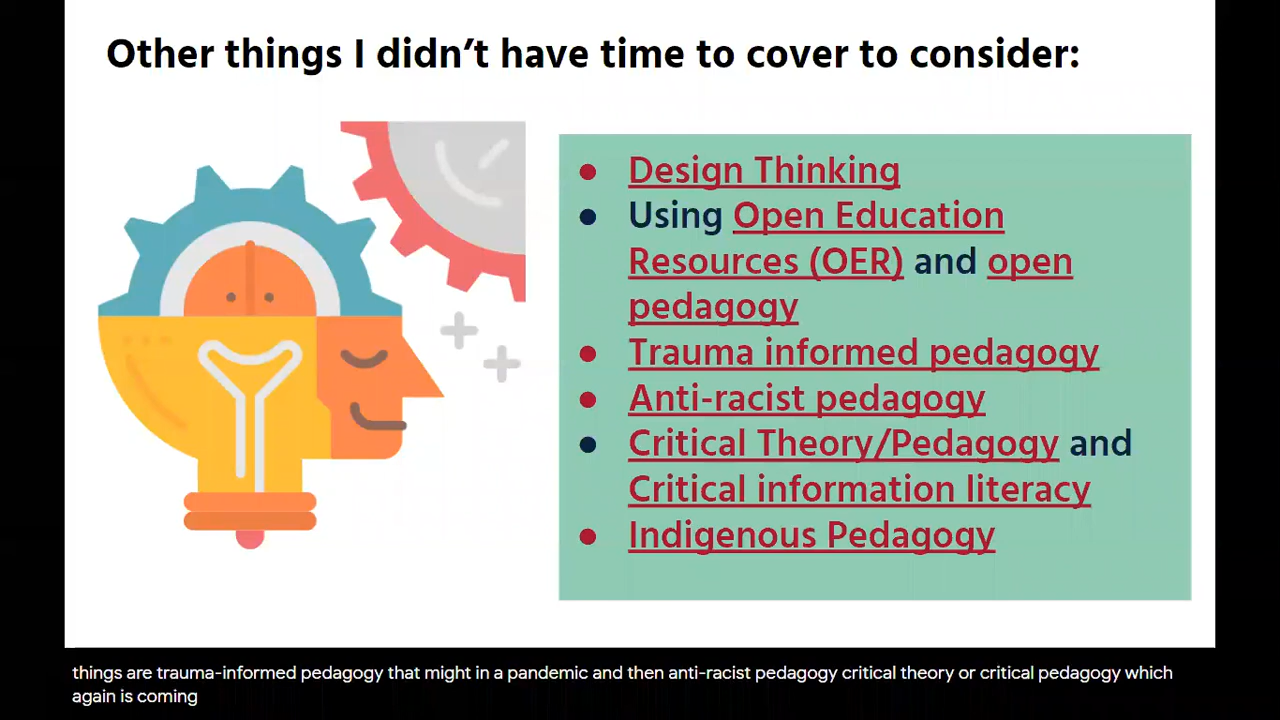 Other things I didn’t have time to cover to consider:
● Design Thinking
● Using Open Education
Resources (OER) and open
pedagogy
● Trauma informed pedagogy
● Anti-racist pedagogy
● Critical Theory/Pedagogy and
Critical information literacy
● Indigenous Pedagogy
things are trauma-informed pedagogy that might in a pandemic and then anti-racist pedagogy critical theory or critical pedagogy which
again is coming